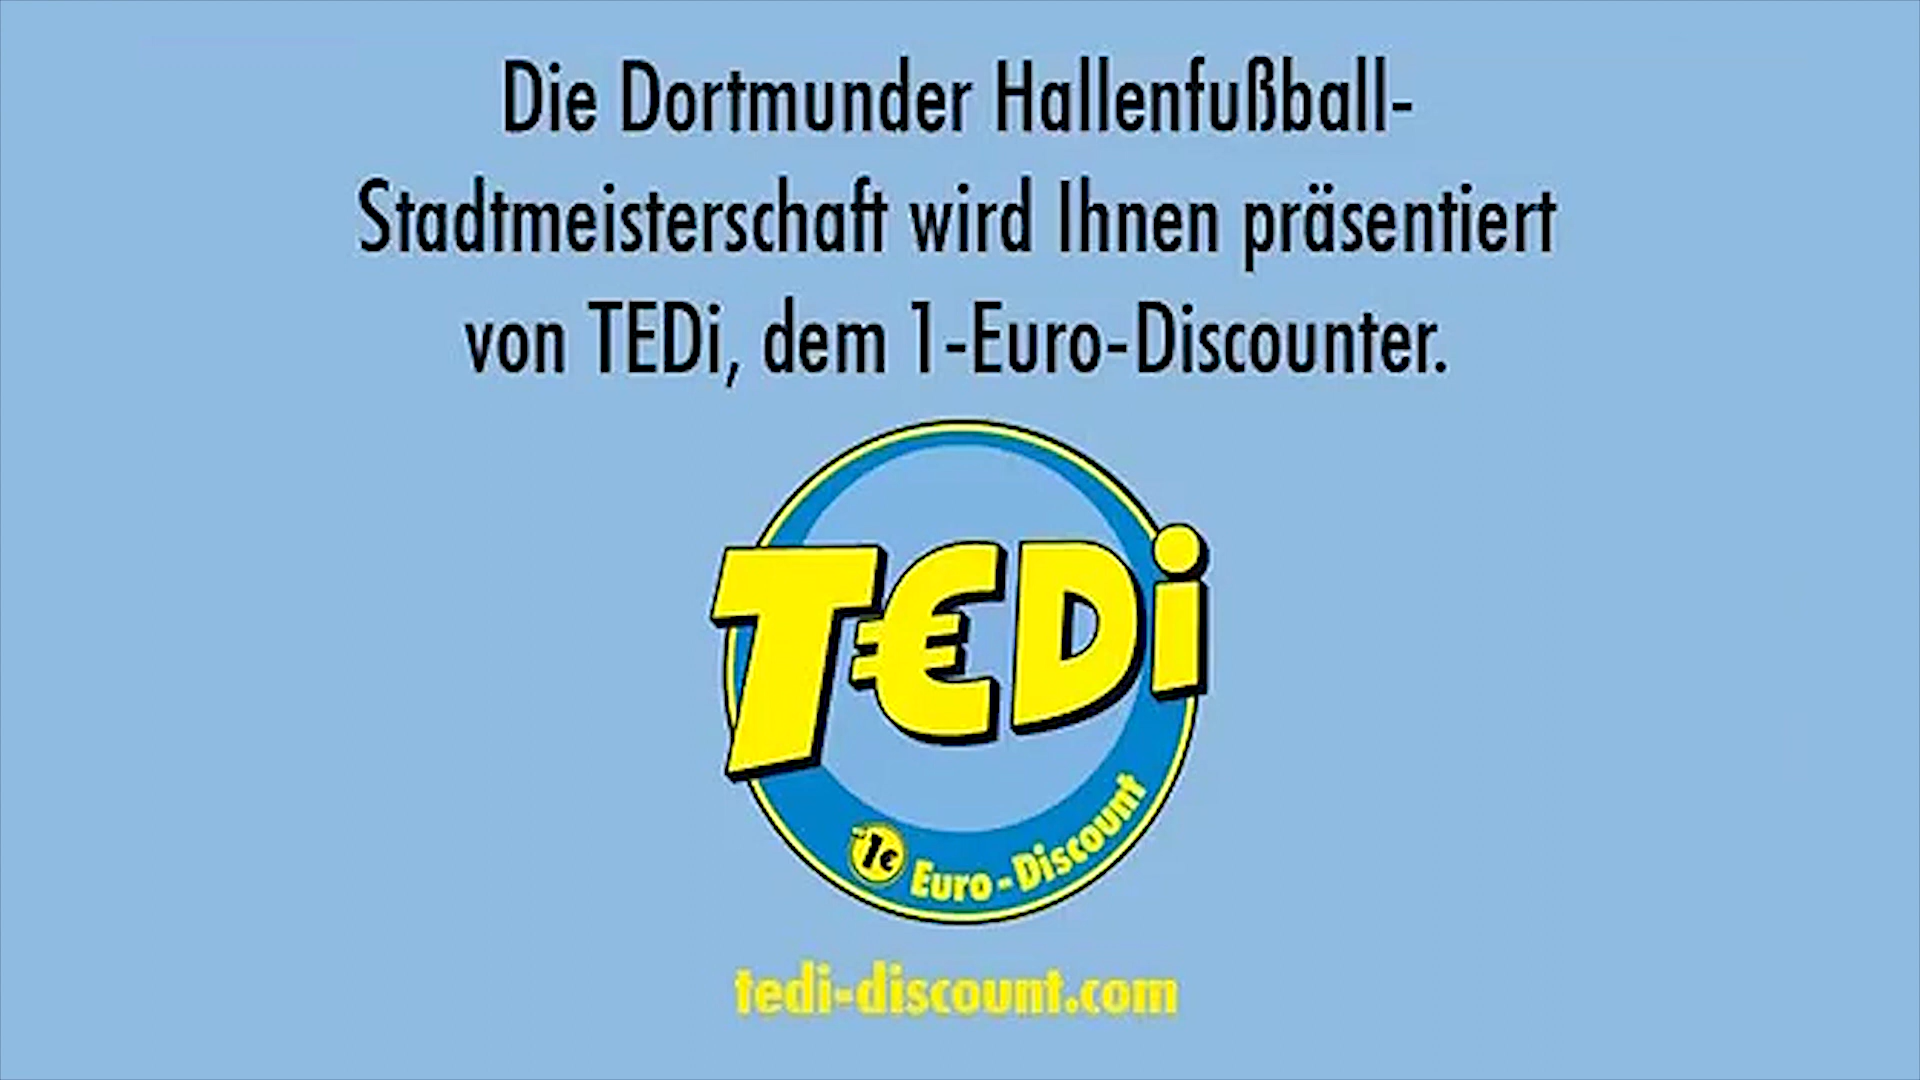 Die Dortmunder Hallenfußball-
Stadtmeisterschaft wird Ihnen präsentiert
von TEDi, dem 1-Euro-Discounter.
T€Di
1€ Euro-Discount
tedi-discount.com